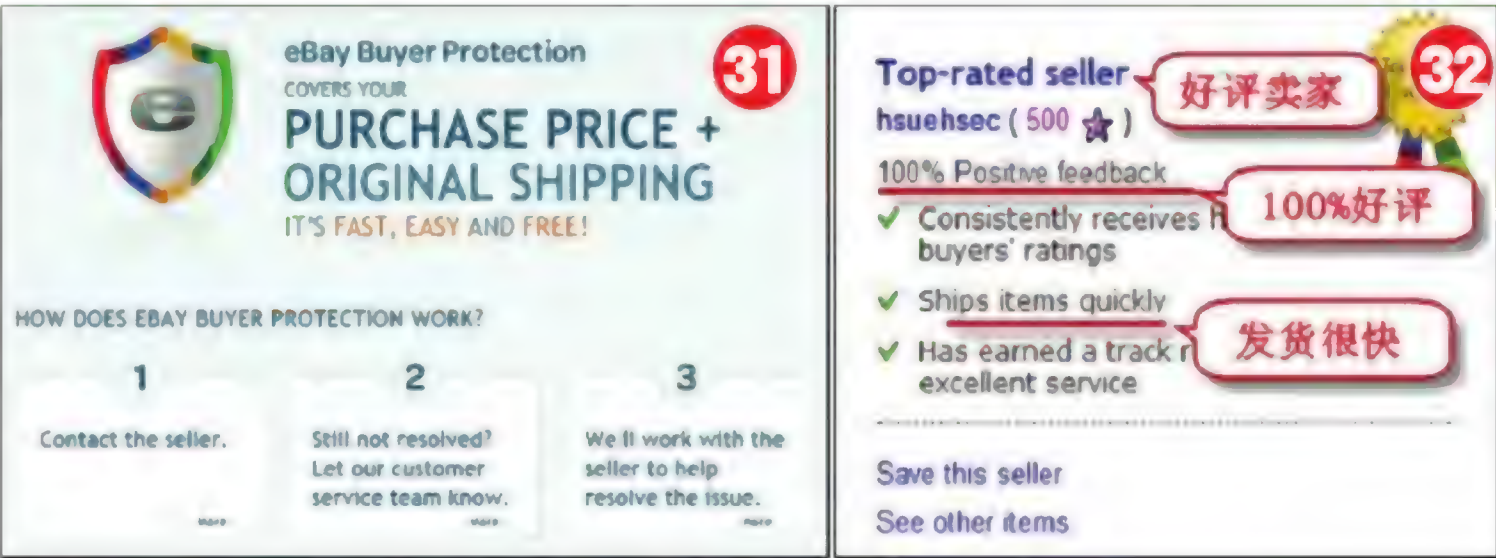 31
eBay Buyer Protection
COVERS YOUR
PURCHASE PRICE +
ORIGINAL SHIPPING
IT'S FAST, EASY AND FREE!
HOW DOES EBAY BUYER PROTECTION WORK?
1
Contact the seller.
more
2
Still not resolved?
Let our customer
service team know.
more
3
We'll work with the
seller to help
resolve the issue.
more
32
Top-rated seller
好评卖家
hsuehsec ( 500 ★ )
100% Positive feedback
100%好评
Consistently receives
buyers' ratings
Ships items quickly
发货很快
Has earned a track
excellent service
Save this seller
See other items